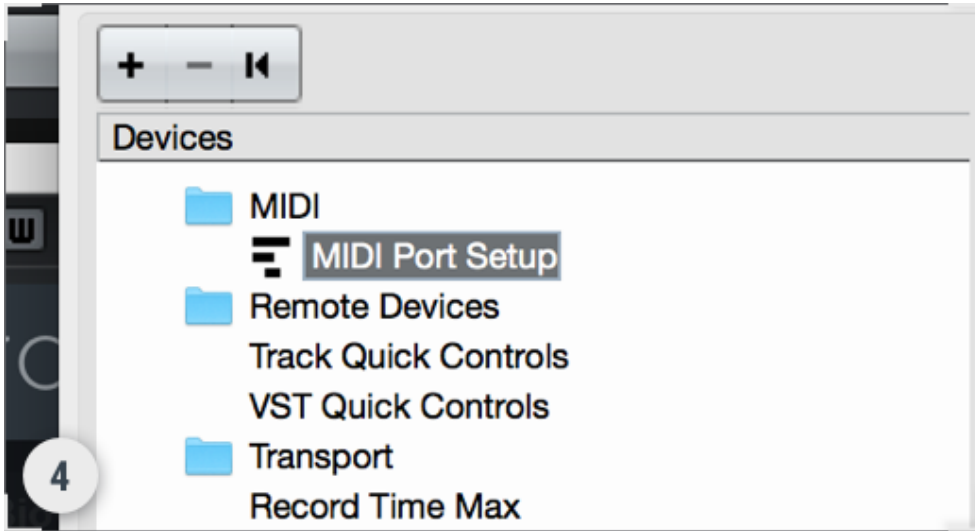 Devices
MIDI
MIDI Port Setup
Remote Devices
Track Quick Controls
VST Quick Controls
Transport
4
Record Time Max